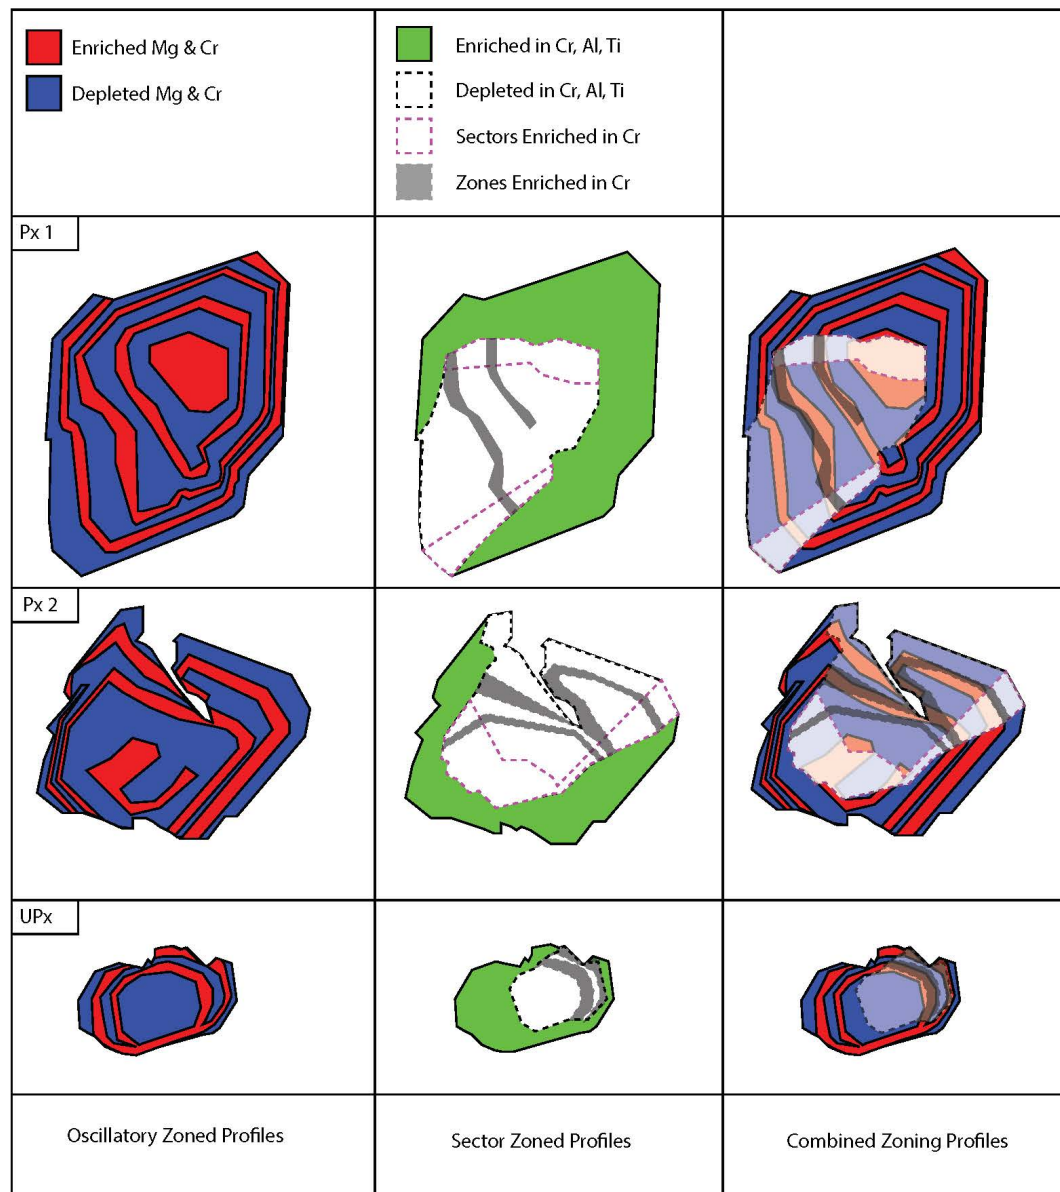 Enriched Mg & Cr
Depleted Mg & Cr
Enriched in Cr, Al, Ti
Depleted in Cr, Al, Ti
Sectors Enriched in Cr
Zones Enriched in Cr
Px 1
Px 2
UPx
Oscillatory Zoned Profiles
Sector Zoned Profiles
Combined Zoning Profiles